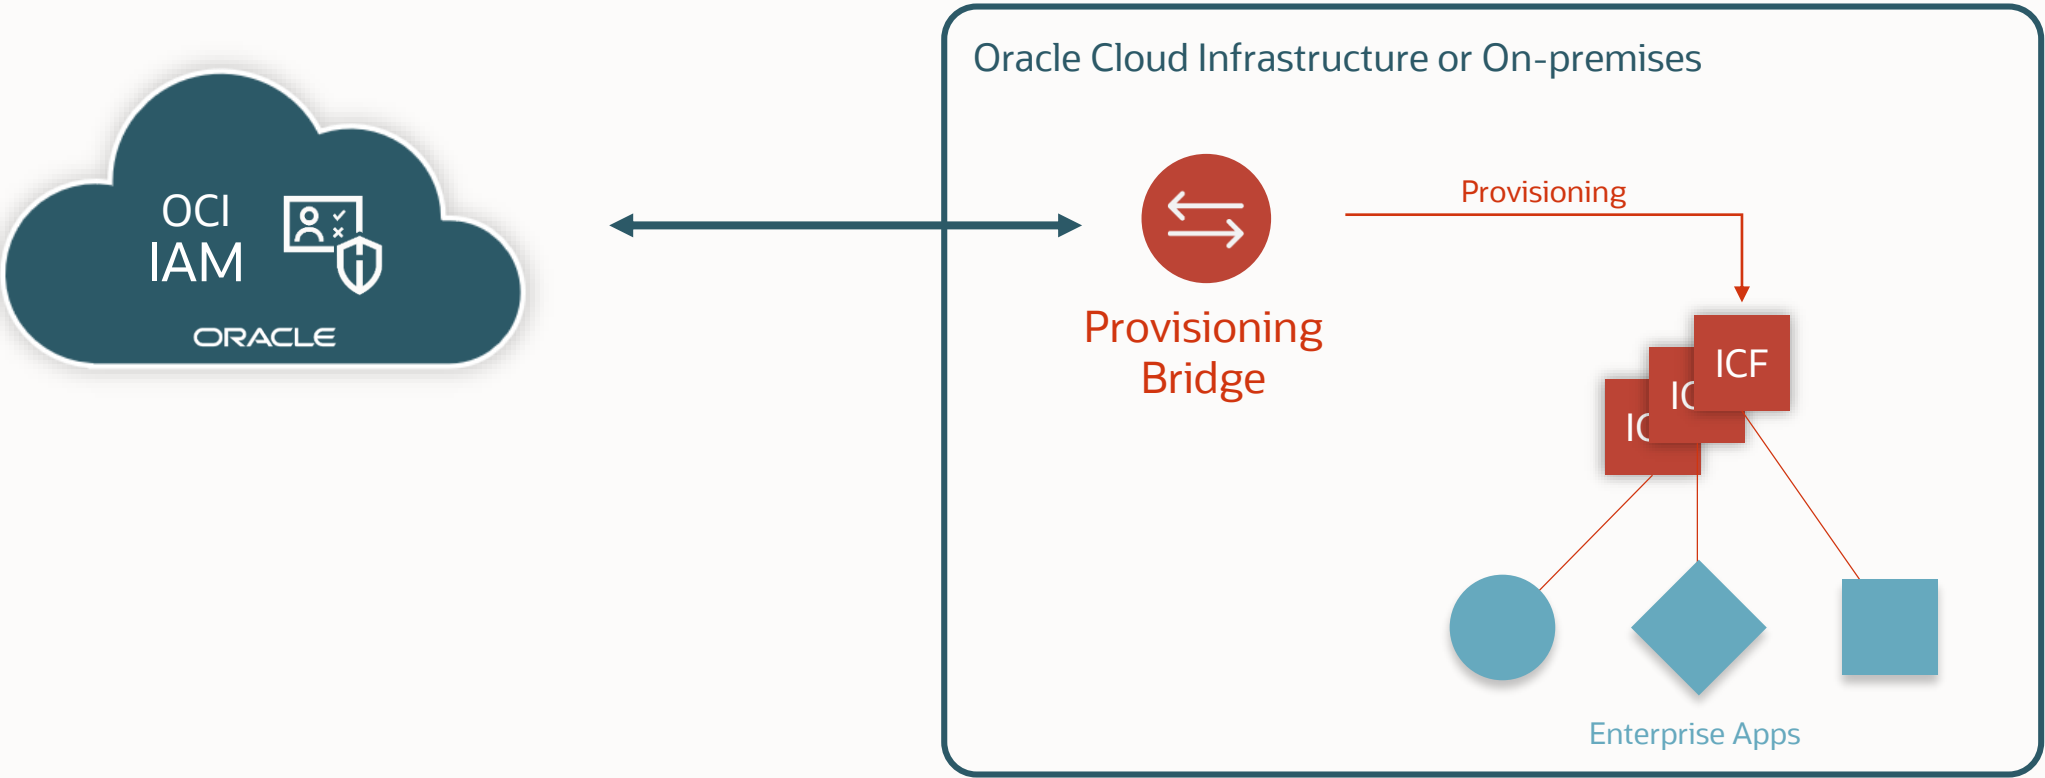 Oracle Cloud Infrastructure or On-premises
OCI
IAM
ORACLE
Provisioning
Bridge
Provisioning
ICF
IC
IC
Enterprise Apps